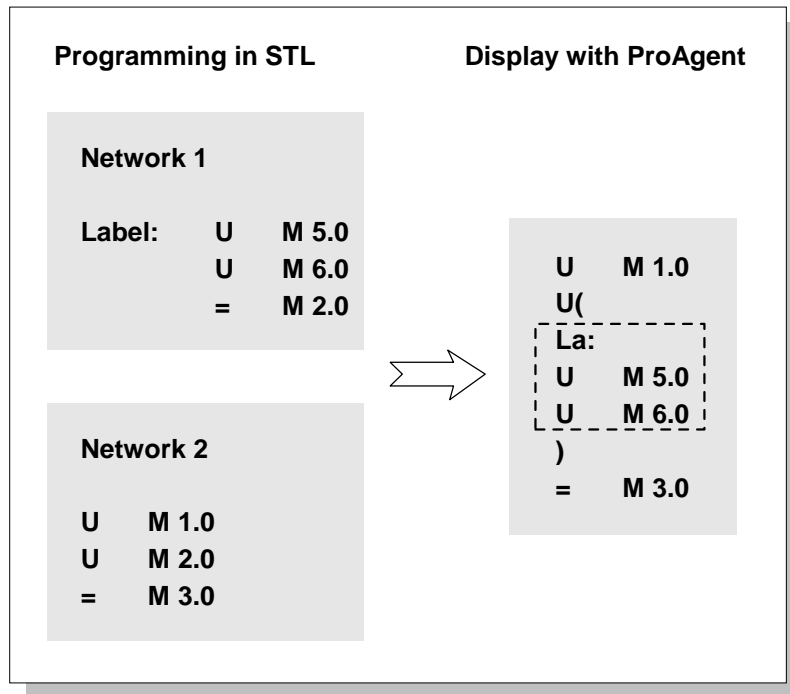 Programming in STL
Display with ProAgent
Network 1
Label: U M 5.0
U M 6.0
= M 2.0
Network 2
U M 1.0
U M 2.0
= M 3.0
U M 1.0
U(
La:
U M 5.0
U M 6.0
)
= M 3.0